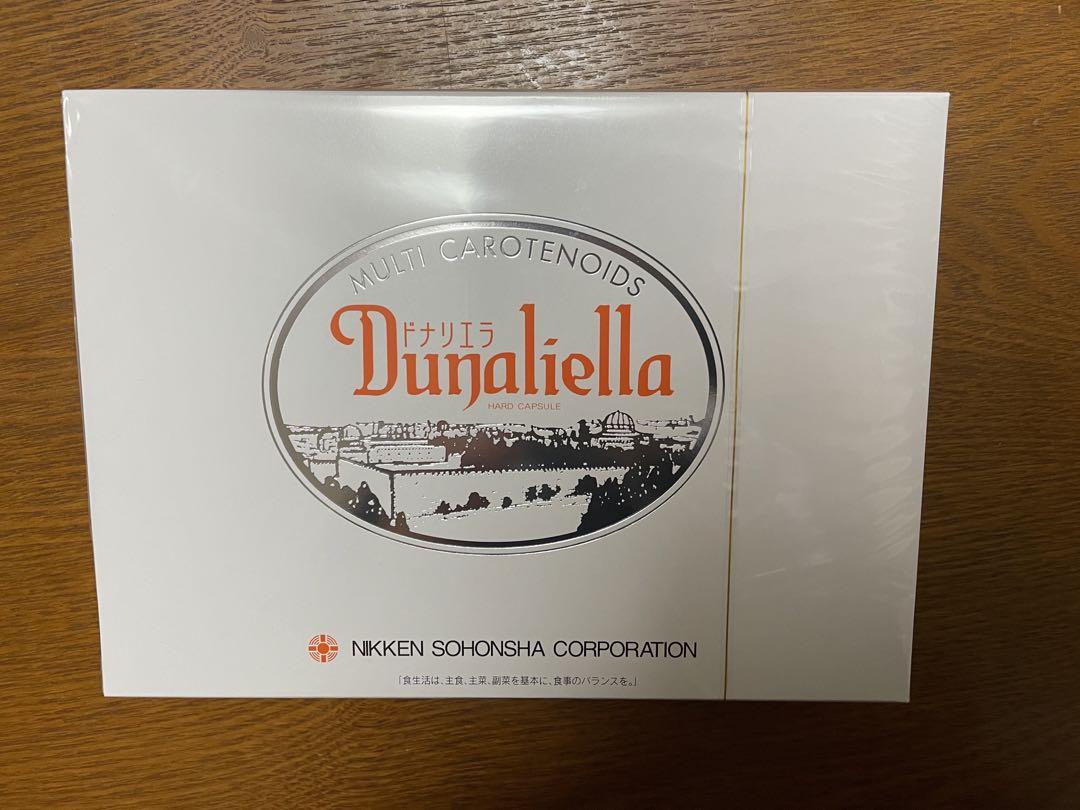 MULTI CAROTENOIDS
ドナリエラ
Dunaliella
HARD CAPSULE
NIKKEN SOHONSHA CORPORATION
「食生活は、主食、主菜、副菜を基本に、食事のバランスを。」